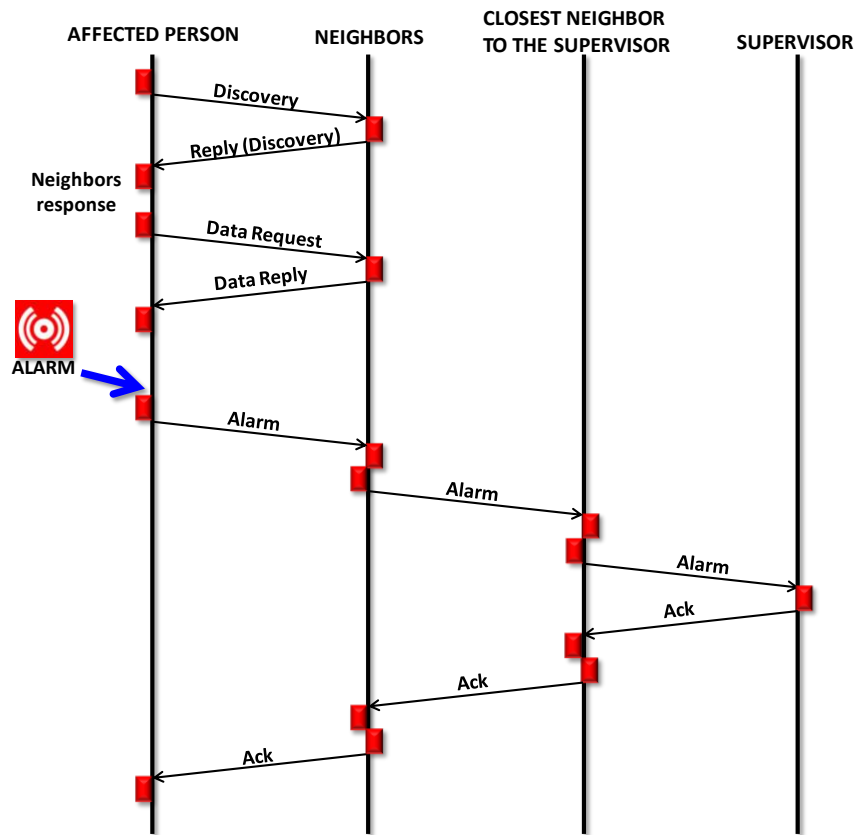 AFFECTED PERSON
NEIGHBORS
CLOSEST NEIGHBOR
TO THE SUPERVISOR
SUPERVISOR
Discovery
Reply (Discovery)
Neighbors
response
Data Request
Data Reply
ALARM
Alarm
Alarm
Alarm
Ack
Ack
Ack